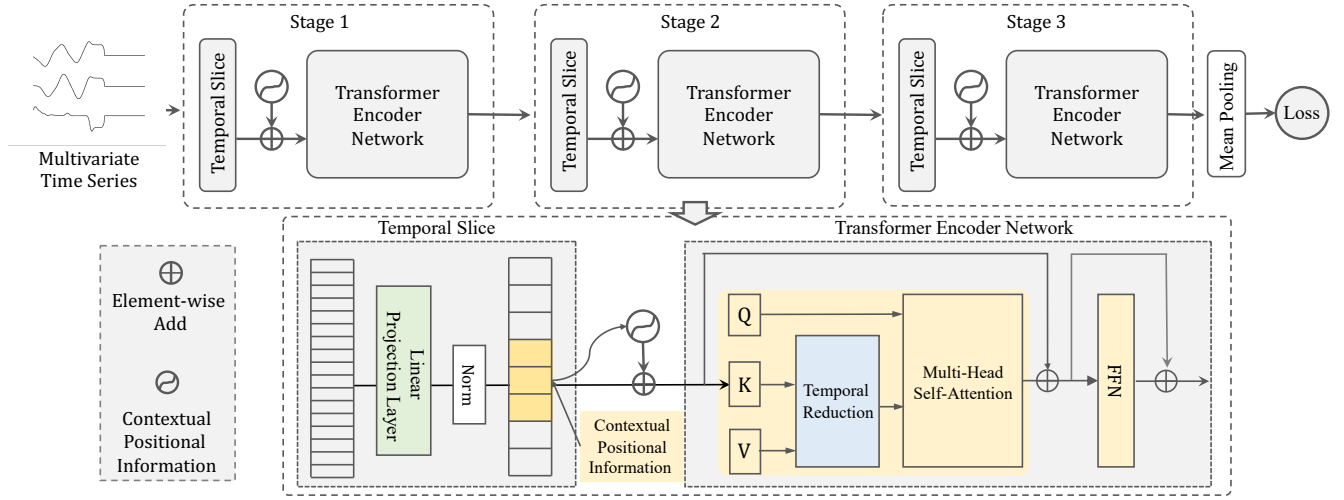 Stage 1
Stage 2
Stage 3
Multivariate
Time Series
Temporal Slice
Transformer
Encoder
Network
Temporal Slice
Transformer
Encoder
Network
Temporal Slice
Transformer
Encoder
Network
Mean Pooling
Loss
Element-wise
Add
Contextual
Positional
Information
Temporal Slice
Linear
Projection Layer
Norm
Contextual
Positional
Information
Transformer Encoder Network
Q
K
V
Temporal
Reduction
Multi-Head
Self-Attention
FFN